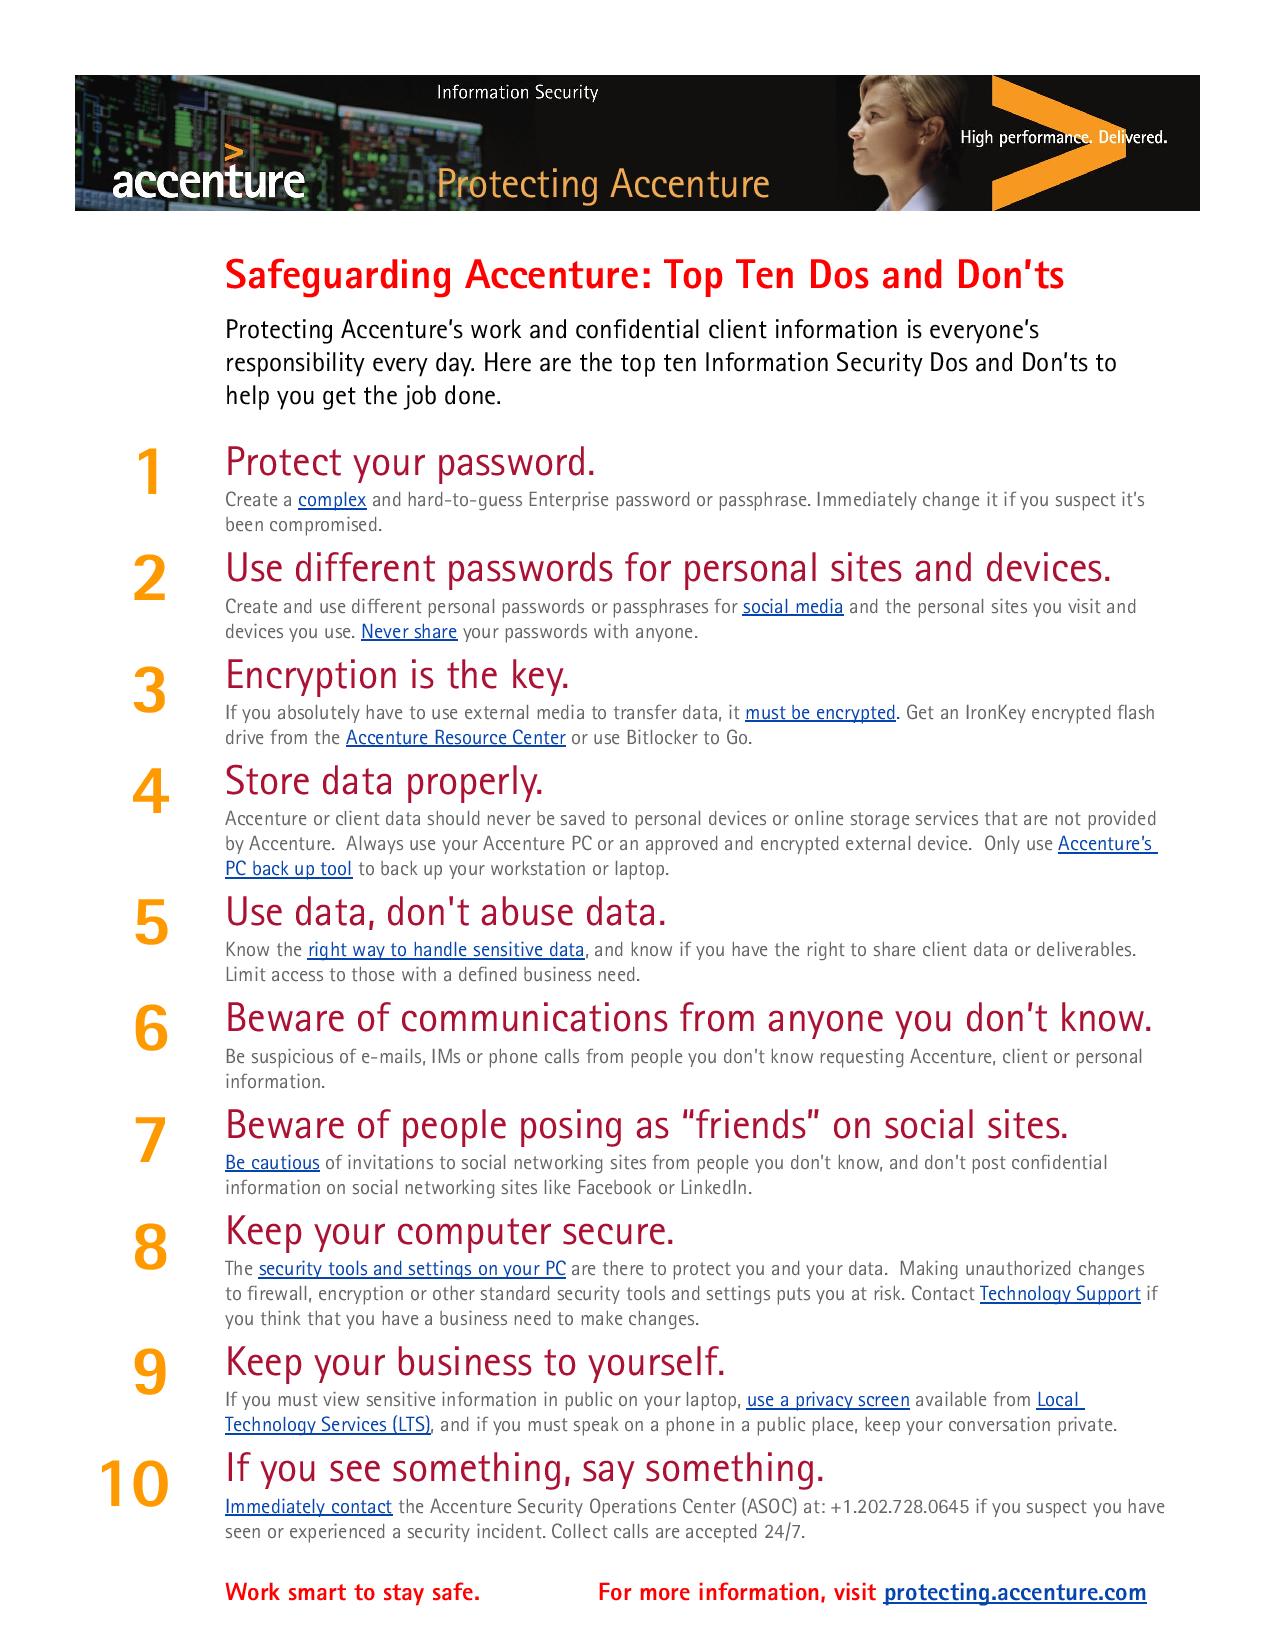 Information Security
High performance. Delivered.
>
accenture
Protecting Accenture
Safeguarding Accenture: Top Ten Dos and Don’ts
Protecting Accenture’s work and confidential client information is everyone’s
responsibility every day. Here are the top ten Information Security Dos and Don’ts to
help you get the job done.
1 Protect your password.
Create a complex and hard-to-guess Enterprise password or passphrase. Immediately change it if you suspect it’s
been compromised.
2 Use different passwords for personal sites and devices.
Create and use different personal passwords or passphrases for social media and the personal sites you visit and
devices you use. Never share your passwords with anyone.
3 Encryption is the key.
If you absolutely have to use external media to transfer data, it must be encrypted. Get an IronKey encrypted flash
drive from the Accenture Resource Center or use Bitlocker to Go.
4 Store data properly.
Accenture or client data should never be saved to personal devices or online storage services that are not provided
by Accenture. Always use your Accenture PC or an approved and encrypted external device. Only use Accenture’s
PC back up tool to back up your workstation or laptop.
5 Use data, don't abuse data.
Know the right way to handle sensitive data, and know if you have the right to share client data or deliverables.
Limit access to those with a defined business need.
6 Beware of communications from anyone you don’t know.
Be suspicious of e-mails, IMs or phone calls from people you don’t know requesting Accenture, client or personal
information.
7 Beware of people posing as “friends” on social sites.
Be cautious of invitations to social networking sites from people you don’t know, and don’t post confidential
information on social networking sites like Facebook or LinkedIn.
8 Keep your computer secure.
The security tools and settings on your PC are there to protect you and your data. Making unauthorized changes
to firewall, encryption or other standard security tools and settings puts you at risk. Contact Technology Support if
you think that you have a business need to make changes.
9 Keep your business to yourself.
If you must view sensitive information in public on your laptop, use a privacy screen available from Local
Technology Services (LTS), and if you must speak on a phone in a public place, keep your conversation private.
10 If you see something, say something.
Immediately contact the Accenture Security Operations Center (ASOC) at: +1.202.728.0645 if you suspect you have
seen or experienced a security incident. Collect calls are accepted 24/7.
Work smart to stay safe. For more information, visit protecting.accenture.com